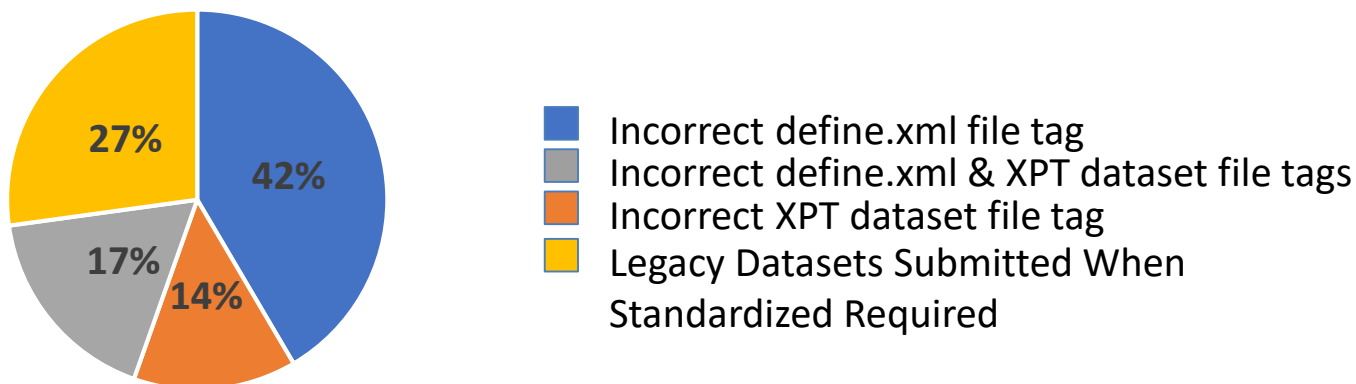 27%
42%
17%
14%
Incorrect define.xml file tag
Incorrect define.xml & XPT dataset file tags
Incorrect XPT dataset file tag
Legacy Datasets Submitted When
Standardized Required